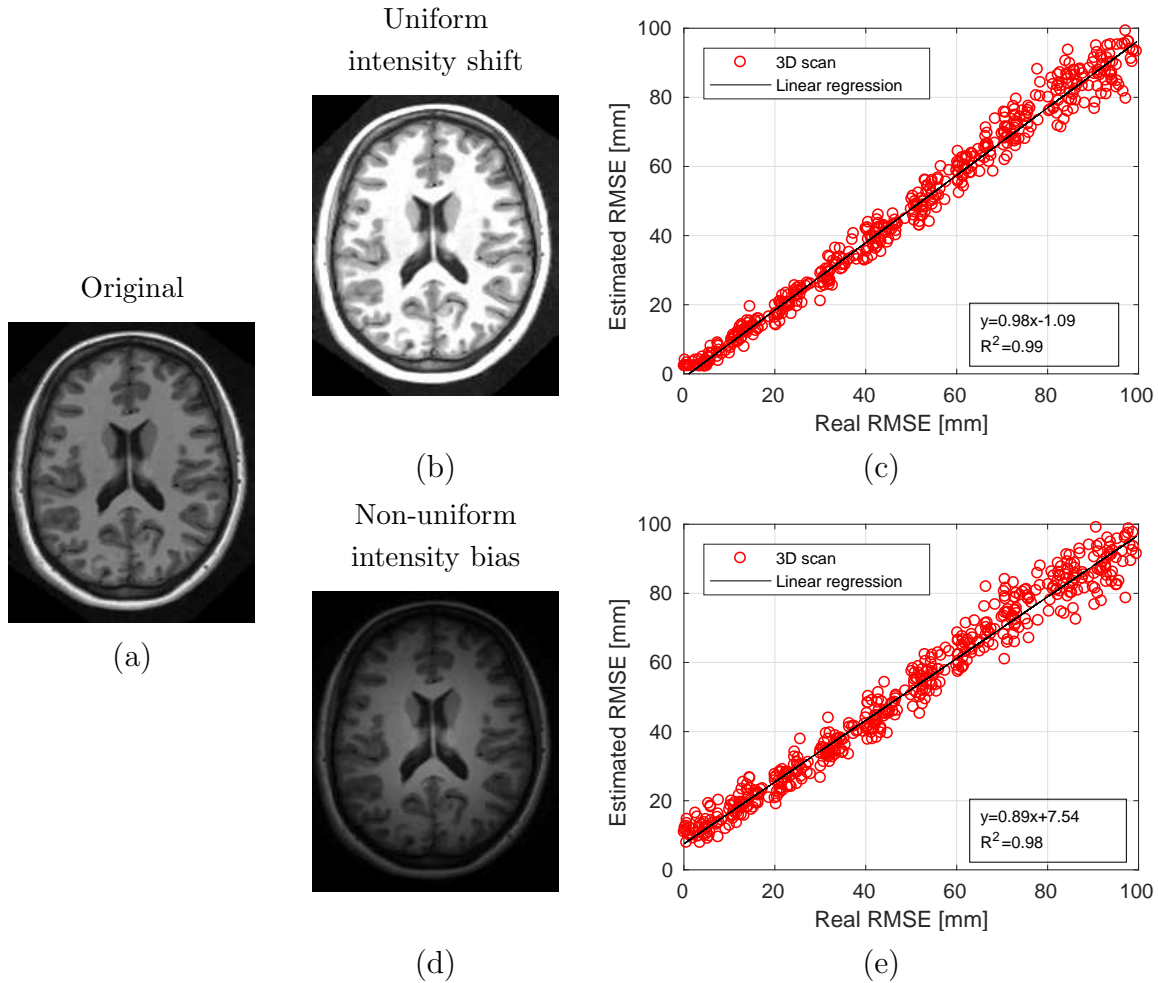 Original
(a)
Uniform
intensity shift
(b)
100
80
60
40
20
0
0 20 40 60 80 100
Estimated RMSE [mm]
Real RMSE [mm]
3D scan
Linear regression
y=0.98x-1.09
R²=0.99
(c)
Non-uniform
intensity bias
(d)
100
80
60
40
20
0
0 20 40 60 80 100
Estimated RMSE [mm]
Real RMSE [mm]
3D scan
Linear regression
y=0.89x+7.54
R²=0.98
(e)